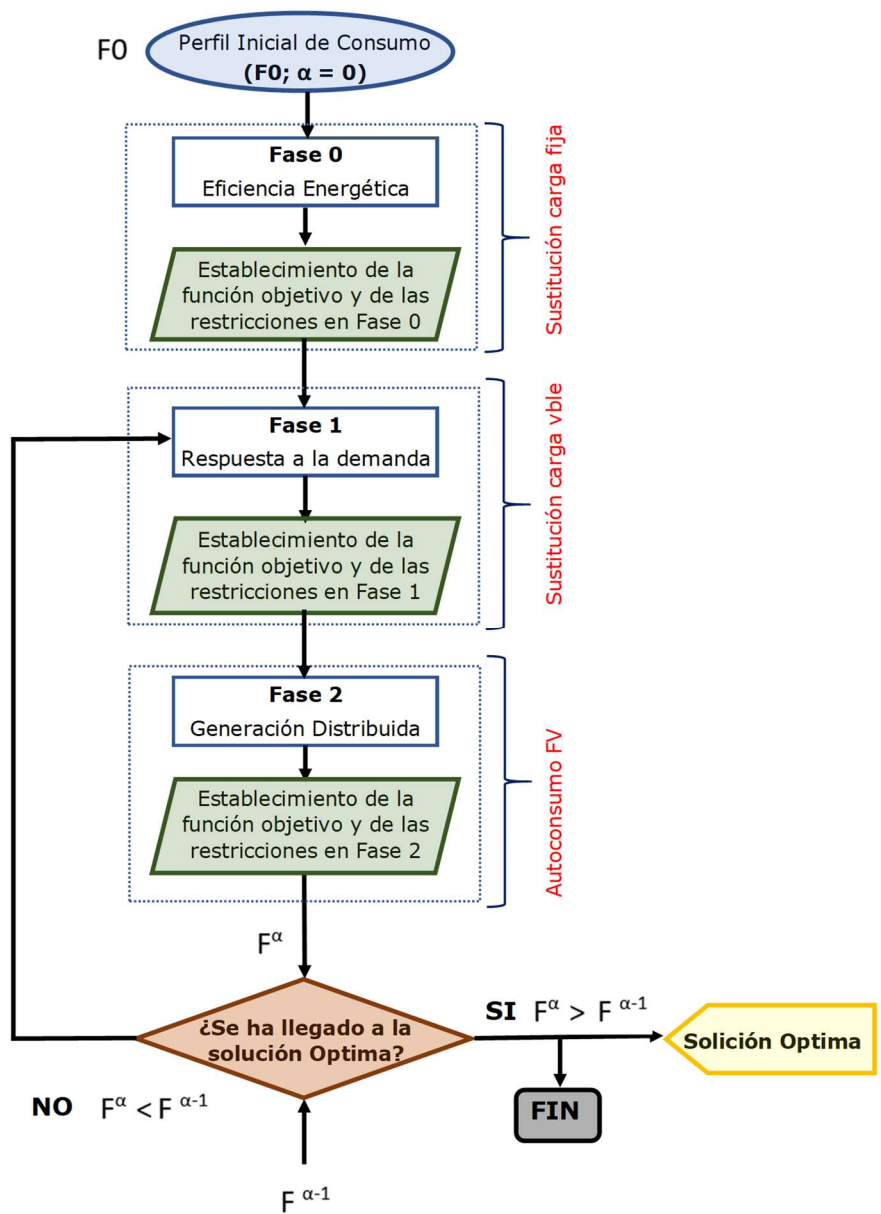 F0
Perfil Inicial de Consumo
(F0; α = 0)
Fase 0
Eficiencia Energética
Establecimiento de la
función objetivo y de las
restricciones en Fase 0
Sustitución carga fija
Fase 1
Respuesta a la demanda
Establecimiento de la
función objetivo y de las
restricciones en Fase 1
Sustitución carga vble
Fase 2
Generación Distribuida
Establecimiento de la
función objetivo y de las
restricciones en Fase 2
Autoconsumo FV
F^α
¿Se ha llegado a la
solución Optima?
SI F^α > F^α-1
Solición Optima
FIN
NO F^α < F^α-1
F^α-1